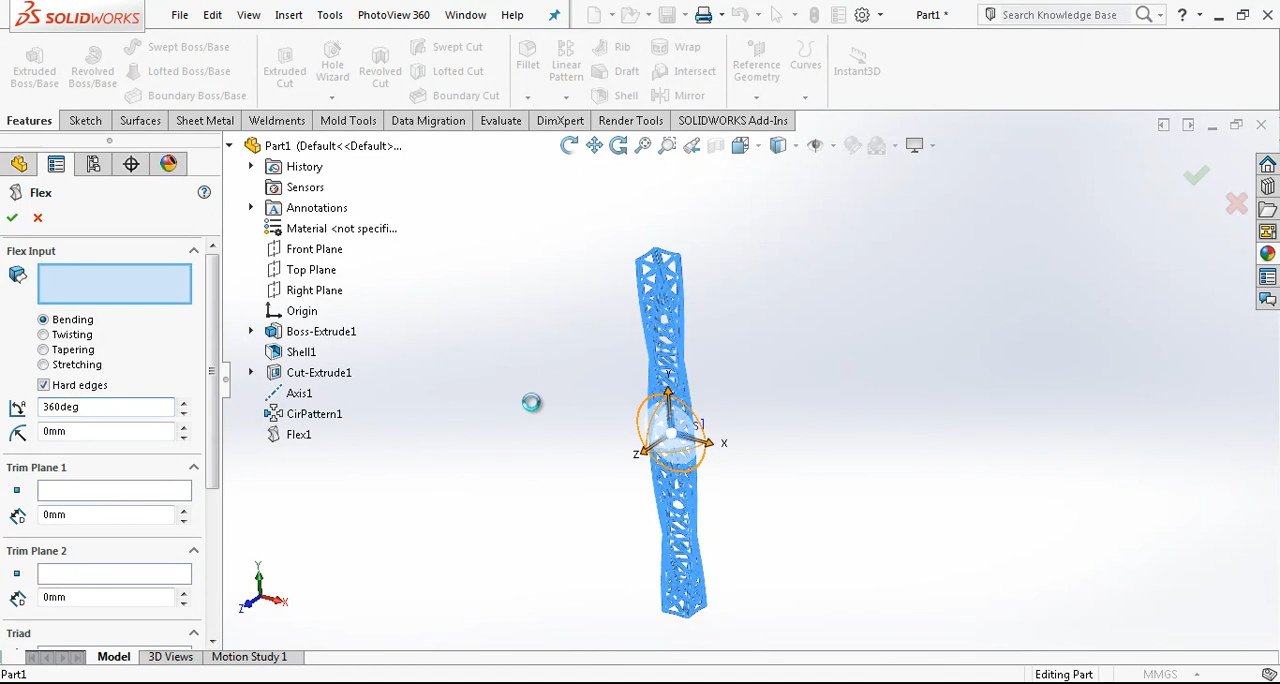 SOLIDWORKS File Edit View Insert Tools PhotoView 360 Window Help Part1 * Search Knowledge Base ?
Extruded Boss/Base Revolved Boss/Base Swept Boss/Base Lofted Boss/Base Boundary Boss/Base Extruded Cut Hole Wizard Revolved Cut Swept Cut Lofted Cut Boundary Cut Fillet Linear Pattern Rib Draft Shell Wrap Intersect Mirror Reference Geometry Curves Instant3D
Features Sketch Surfaces Sheet Metal Weldments Mold Tools Data Migration Evaluate DimXpert Render Tools SOLIDWORKS Add-Ins
Part1 (Default<<Default>...
History
Sensors
Annotations
Material <not specifi...
Front Plane
Top Plane
Right Plane
Origin
Boss-Extrude1
Shell1
Cut-Extrude1
Axis1
CirPattern1
Flex1
Flex ?
Flex Input
Bending
Twisting
Tapering
Stretching
Hard edges
360deg
0mm
Trim Plane 1
0mm
Trim Plane 2
0mm
Triad
Y
X
Z
Y
X
Z
Model 3D Views Motion Study 1
Part1 Editing Part MMGS